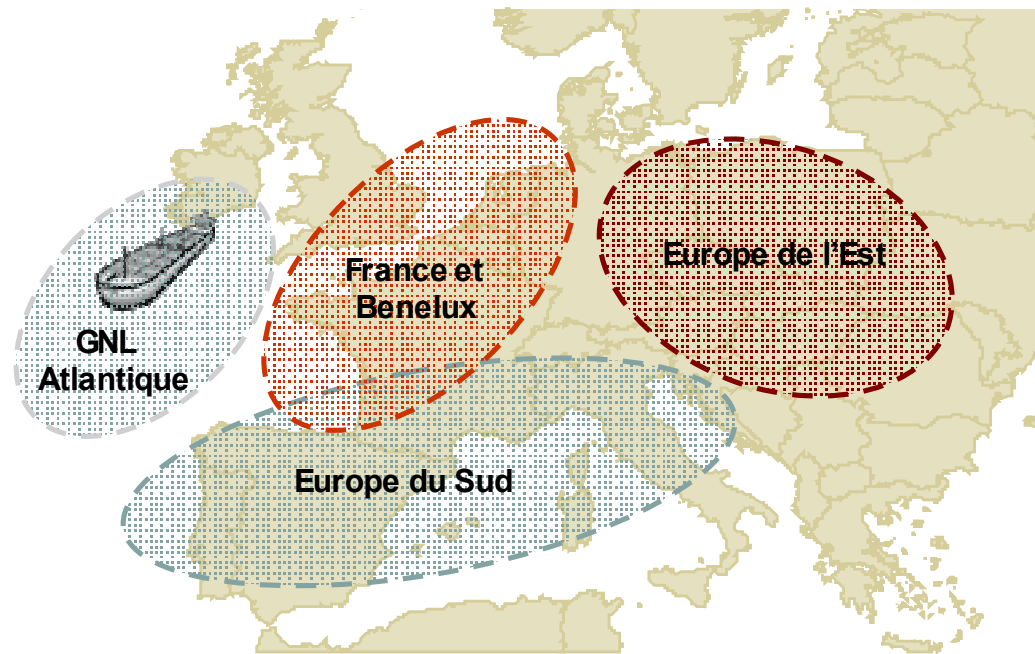 France et
Benelux
Europe de l'Est
GNL
Atlantique
Europe du Sud